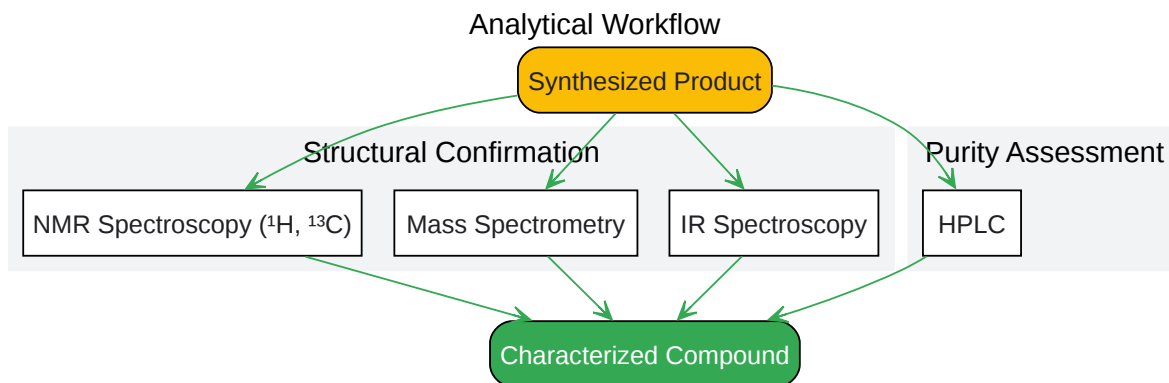 Analytical Workflow
Synthesized Product
Structural Confirmation
Purity Assessment
NMR Spectroscopy (¹H, ¹³C)
Mass Spectrometry
IR Spectroscopy
HPLC
Characterized Compound